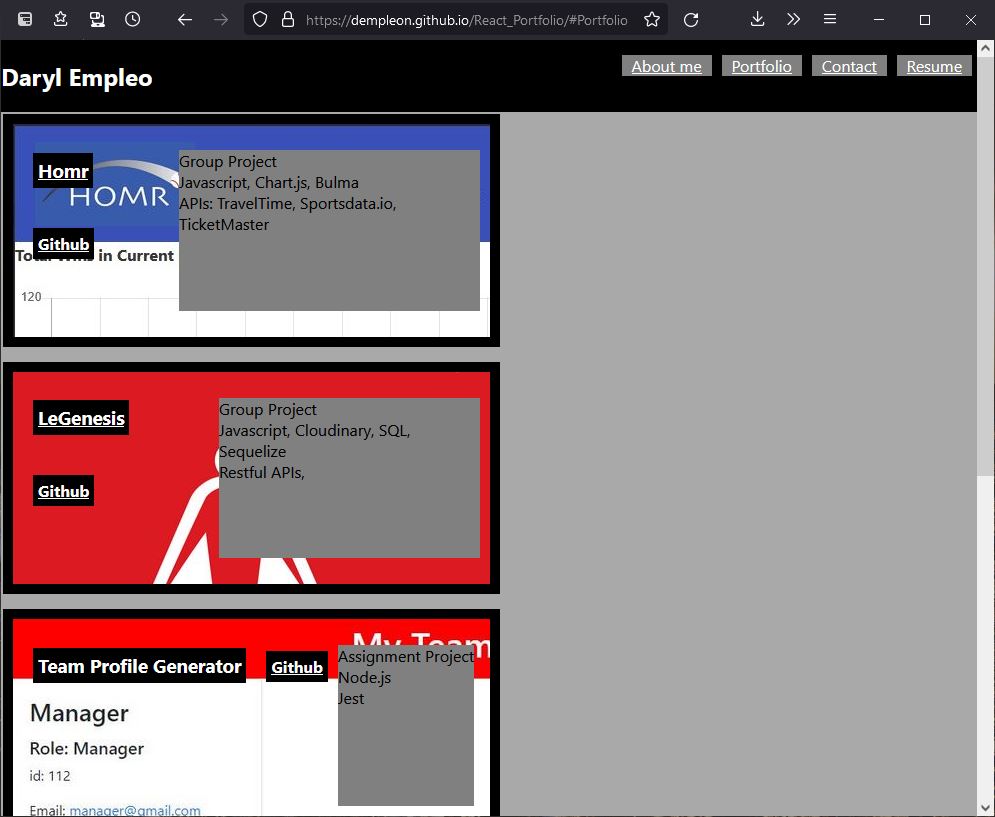 https://dempleon.github.io/React_Portfolio/#Portfolio
Daryl Empleo
About me
Portfolio
Contact
Resume
Homr
HOMR
Github
Group Project
Javascript, Chart.js, Bulma
APIs: TravelTime, Sportsdata.io,
TicketMaster
Total Wins in Current
120
LeGenesis
Github
Group Project
Javascript, Cloudinary, SQL,
Sequelize
Restful APIs,
My Team
Team Profile Generator
Github
Assignment Project
Node.js
Jest
Manager
Role: Manager
id: 112
Email: manager@gmail.com